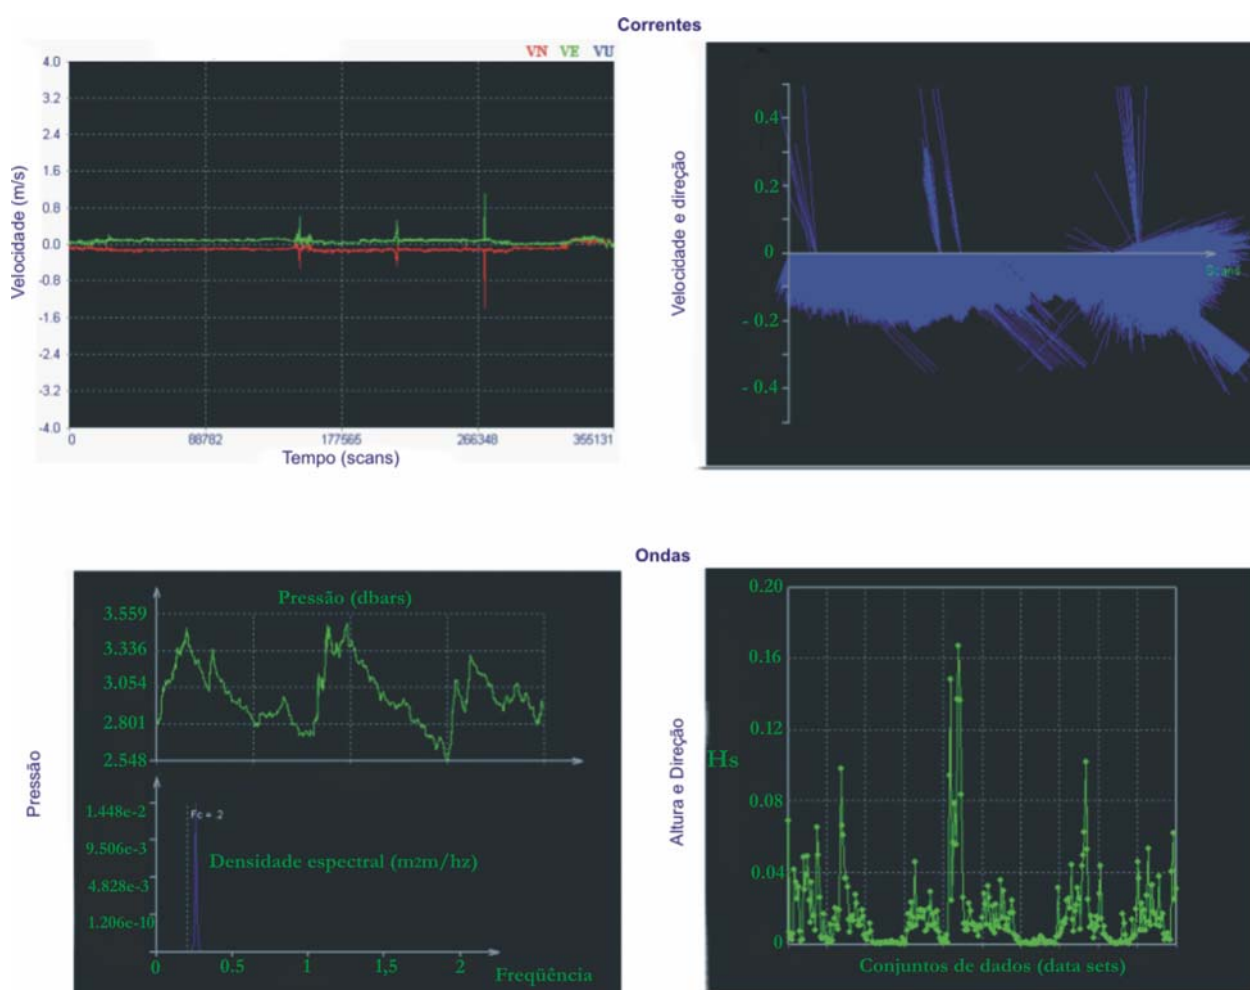 Correntes
VN VE VU
4.0
3.2
2.4
1.6
0.8
0.0
-0.8
-1.6
-2.4
-3.2
-4.0
Velocidade (m/s)
0 88782 177565 266348 355131
Tempo (scans)
Velocidade e direção
0.4
0.2
0
- 0.2
- 0.4
Scans
Ondas
Pressão
Pressão (dbars)
3.559
3.336
3.054
2.801
2.548
1.448e-2
9.506e-3
4.828e-3
1.206e-10
Fc = .2
Densidade espectral (m2m/hz)
0 0.5 1 1,5 2
Freqüência
Altura e Direção
Hs
0.20
0.16
0.12
0.08
0.04
0
Conjuntos de dados (data sets)